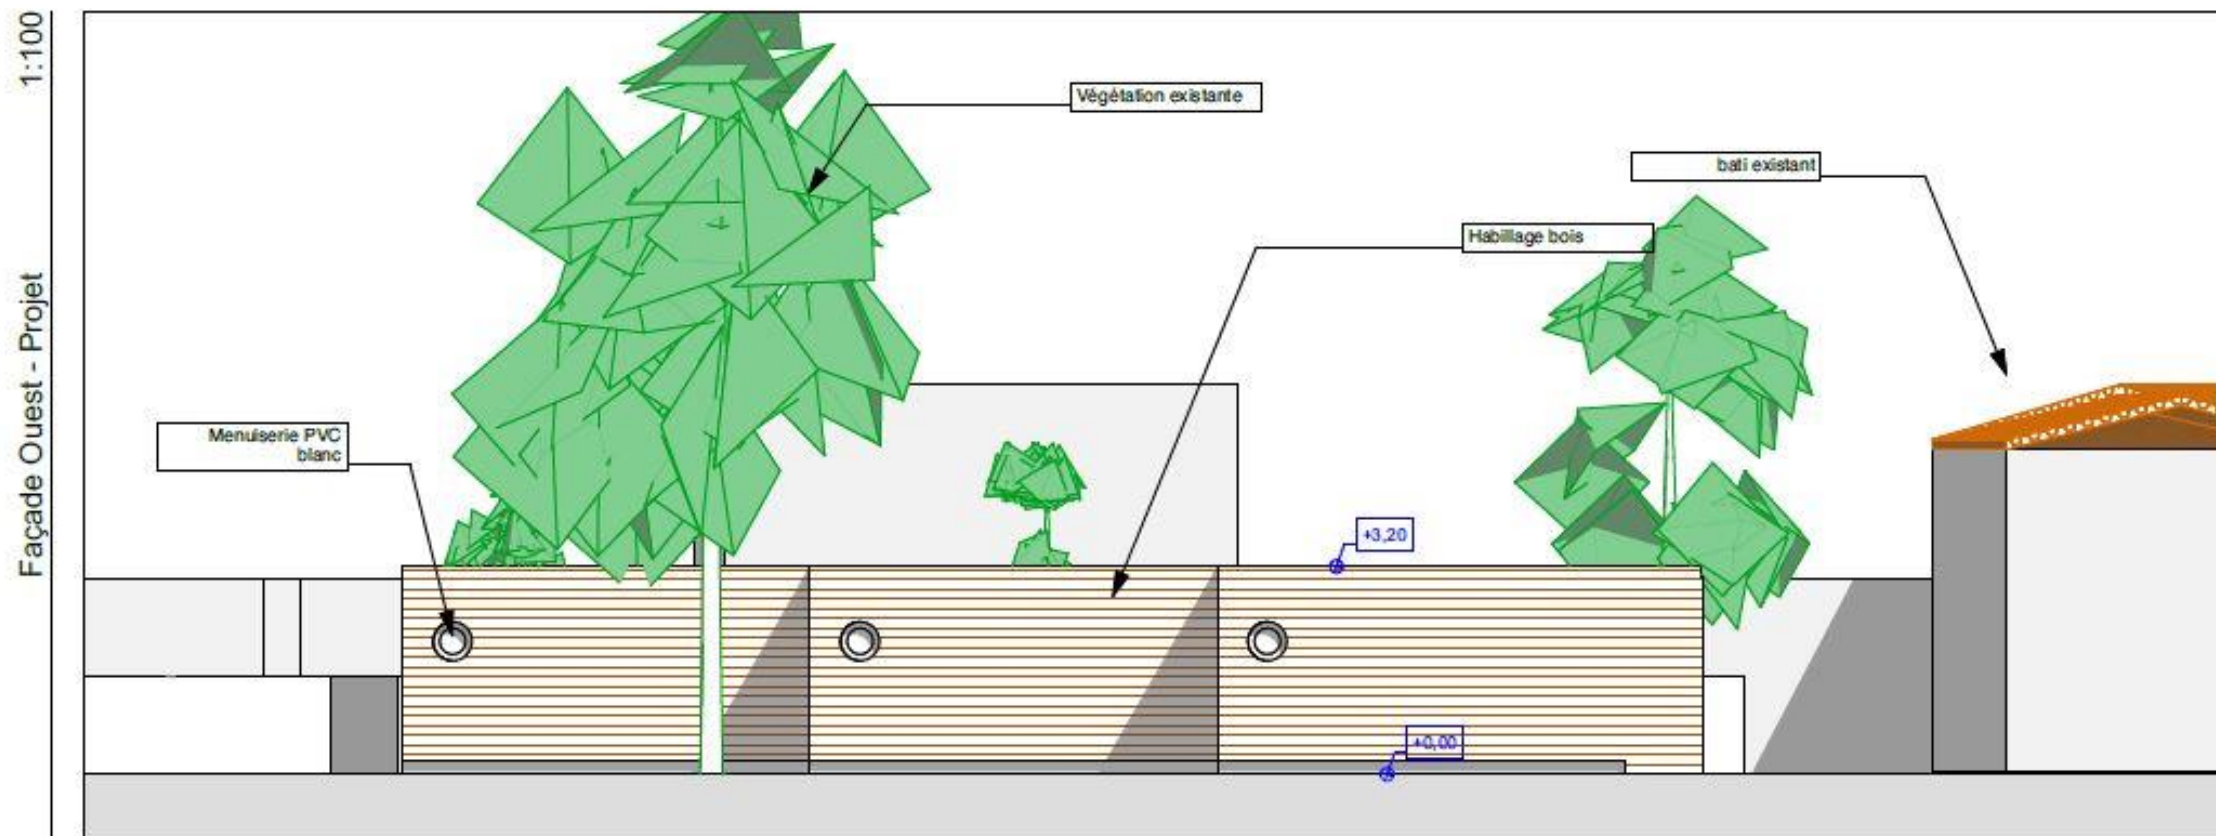 Façade Ouest - Projet 1:100
Végétation existante
bati existant
Habillage bois
Menuiserie PVC
blanc
+3,20
+0,00